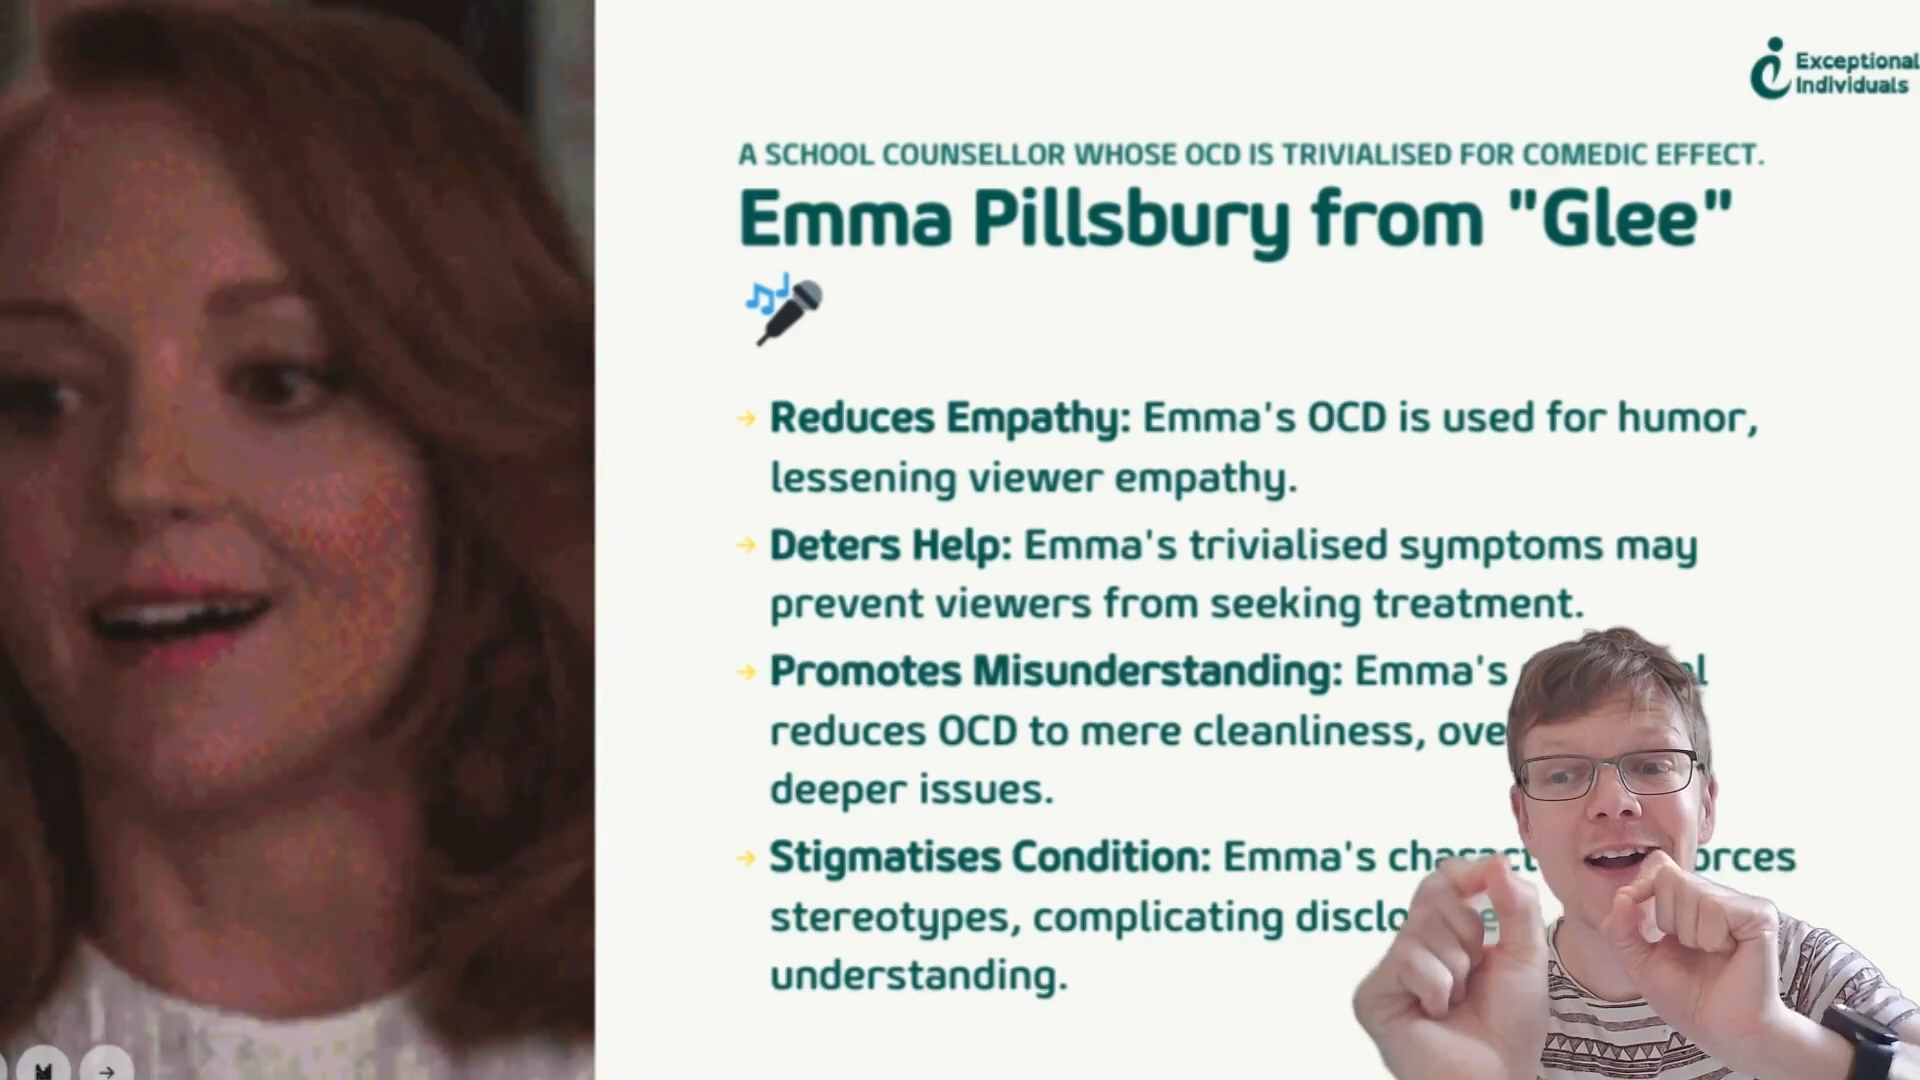 Exceptional
Individuals
A SCHOOL COUNSELLOR WHOSE OCD IS TRIVIALISED FOR COMEDIC EFFECT.
Emma Pillsbury from "Glee"
→ Reduces Empathy: Emma's OCD is used for humor,
lessening viewer empathy.
→ Deters Help: Emma's trivialised symptoms may
prevent viewers from seeking treatment.
→ Promotes Misunderstanding: Emma's
reduces OCD to mere cleanliness,
deeper issues.
→ Stigmatises Condition: Emma's
stereotypes, complicating
understanding.